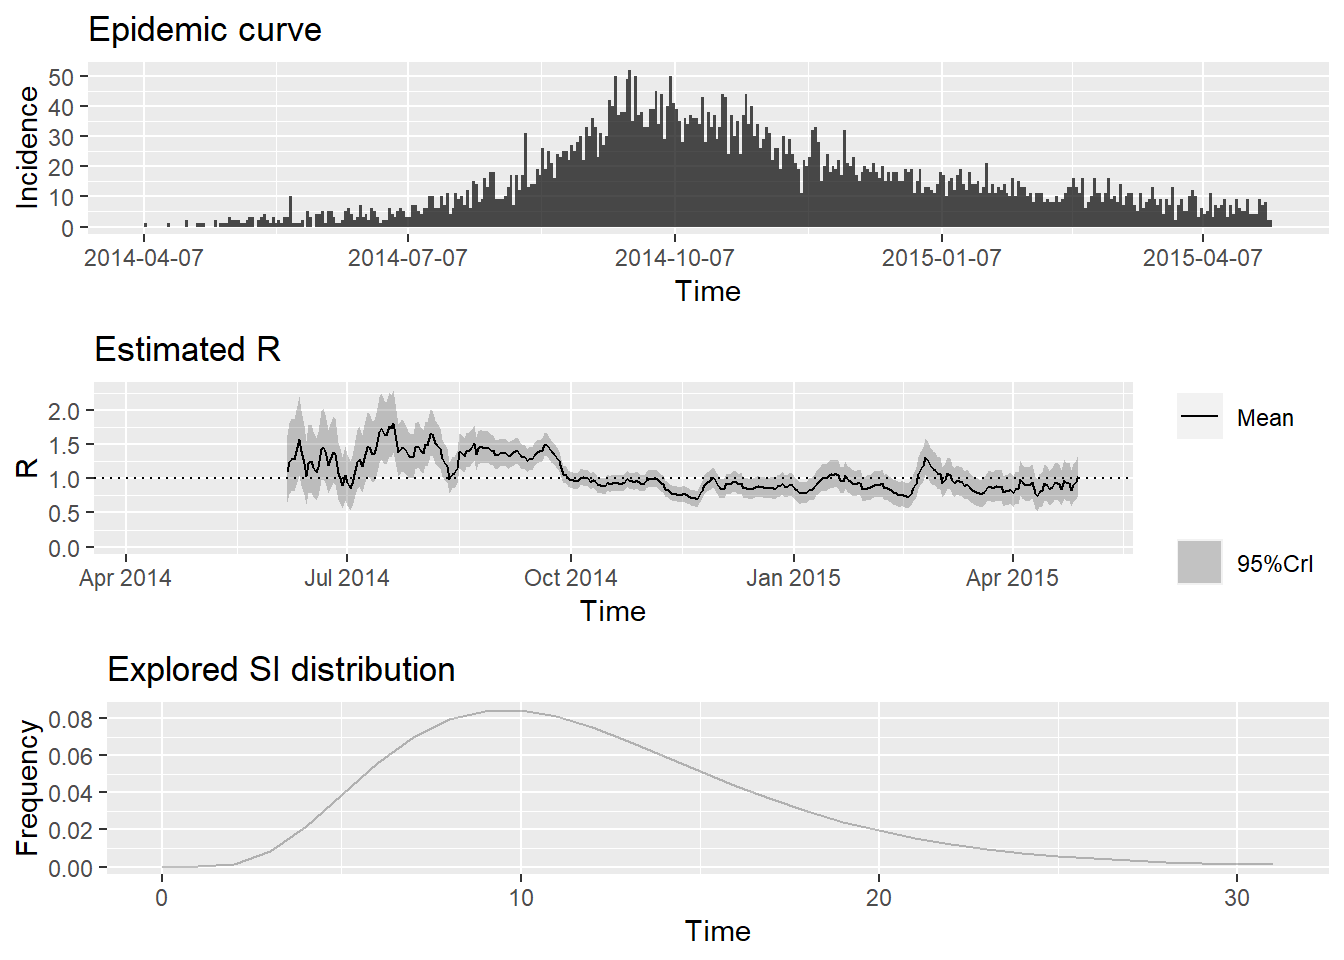 Epidemic curve
Incidence
50
40
30
20
10
0
2014-04-07 2014-07-07 2014-10-07 2015-01-07 2015-04-07
Time
Estimated R
R
2.0
1.5
1.0
0.5
0.0
Apr 2014 Jul 2014 Oct 2014 Jan 2015 Apr 2015
Time
Mean
95%CrI
Explored SI distribution
Frequency
0.08
0.06
0.04
0.02
0.00
0 10 20 30
Time